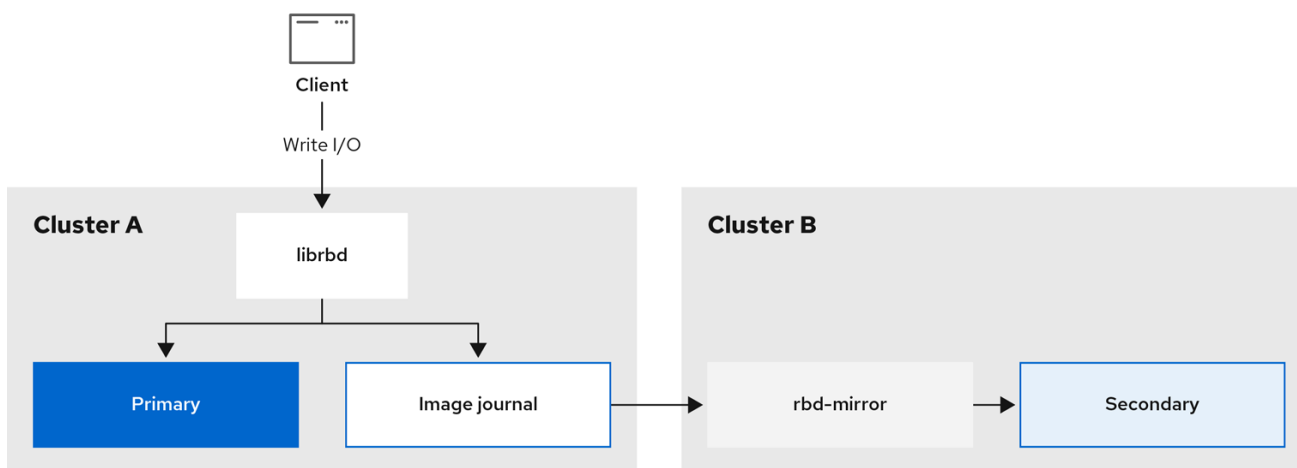 Client
Write I/O
Cluster A
librbd
Cluster B
Primary
Image journal
rbd-mirror
Secondary